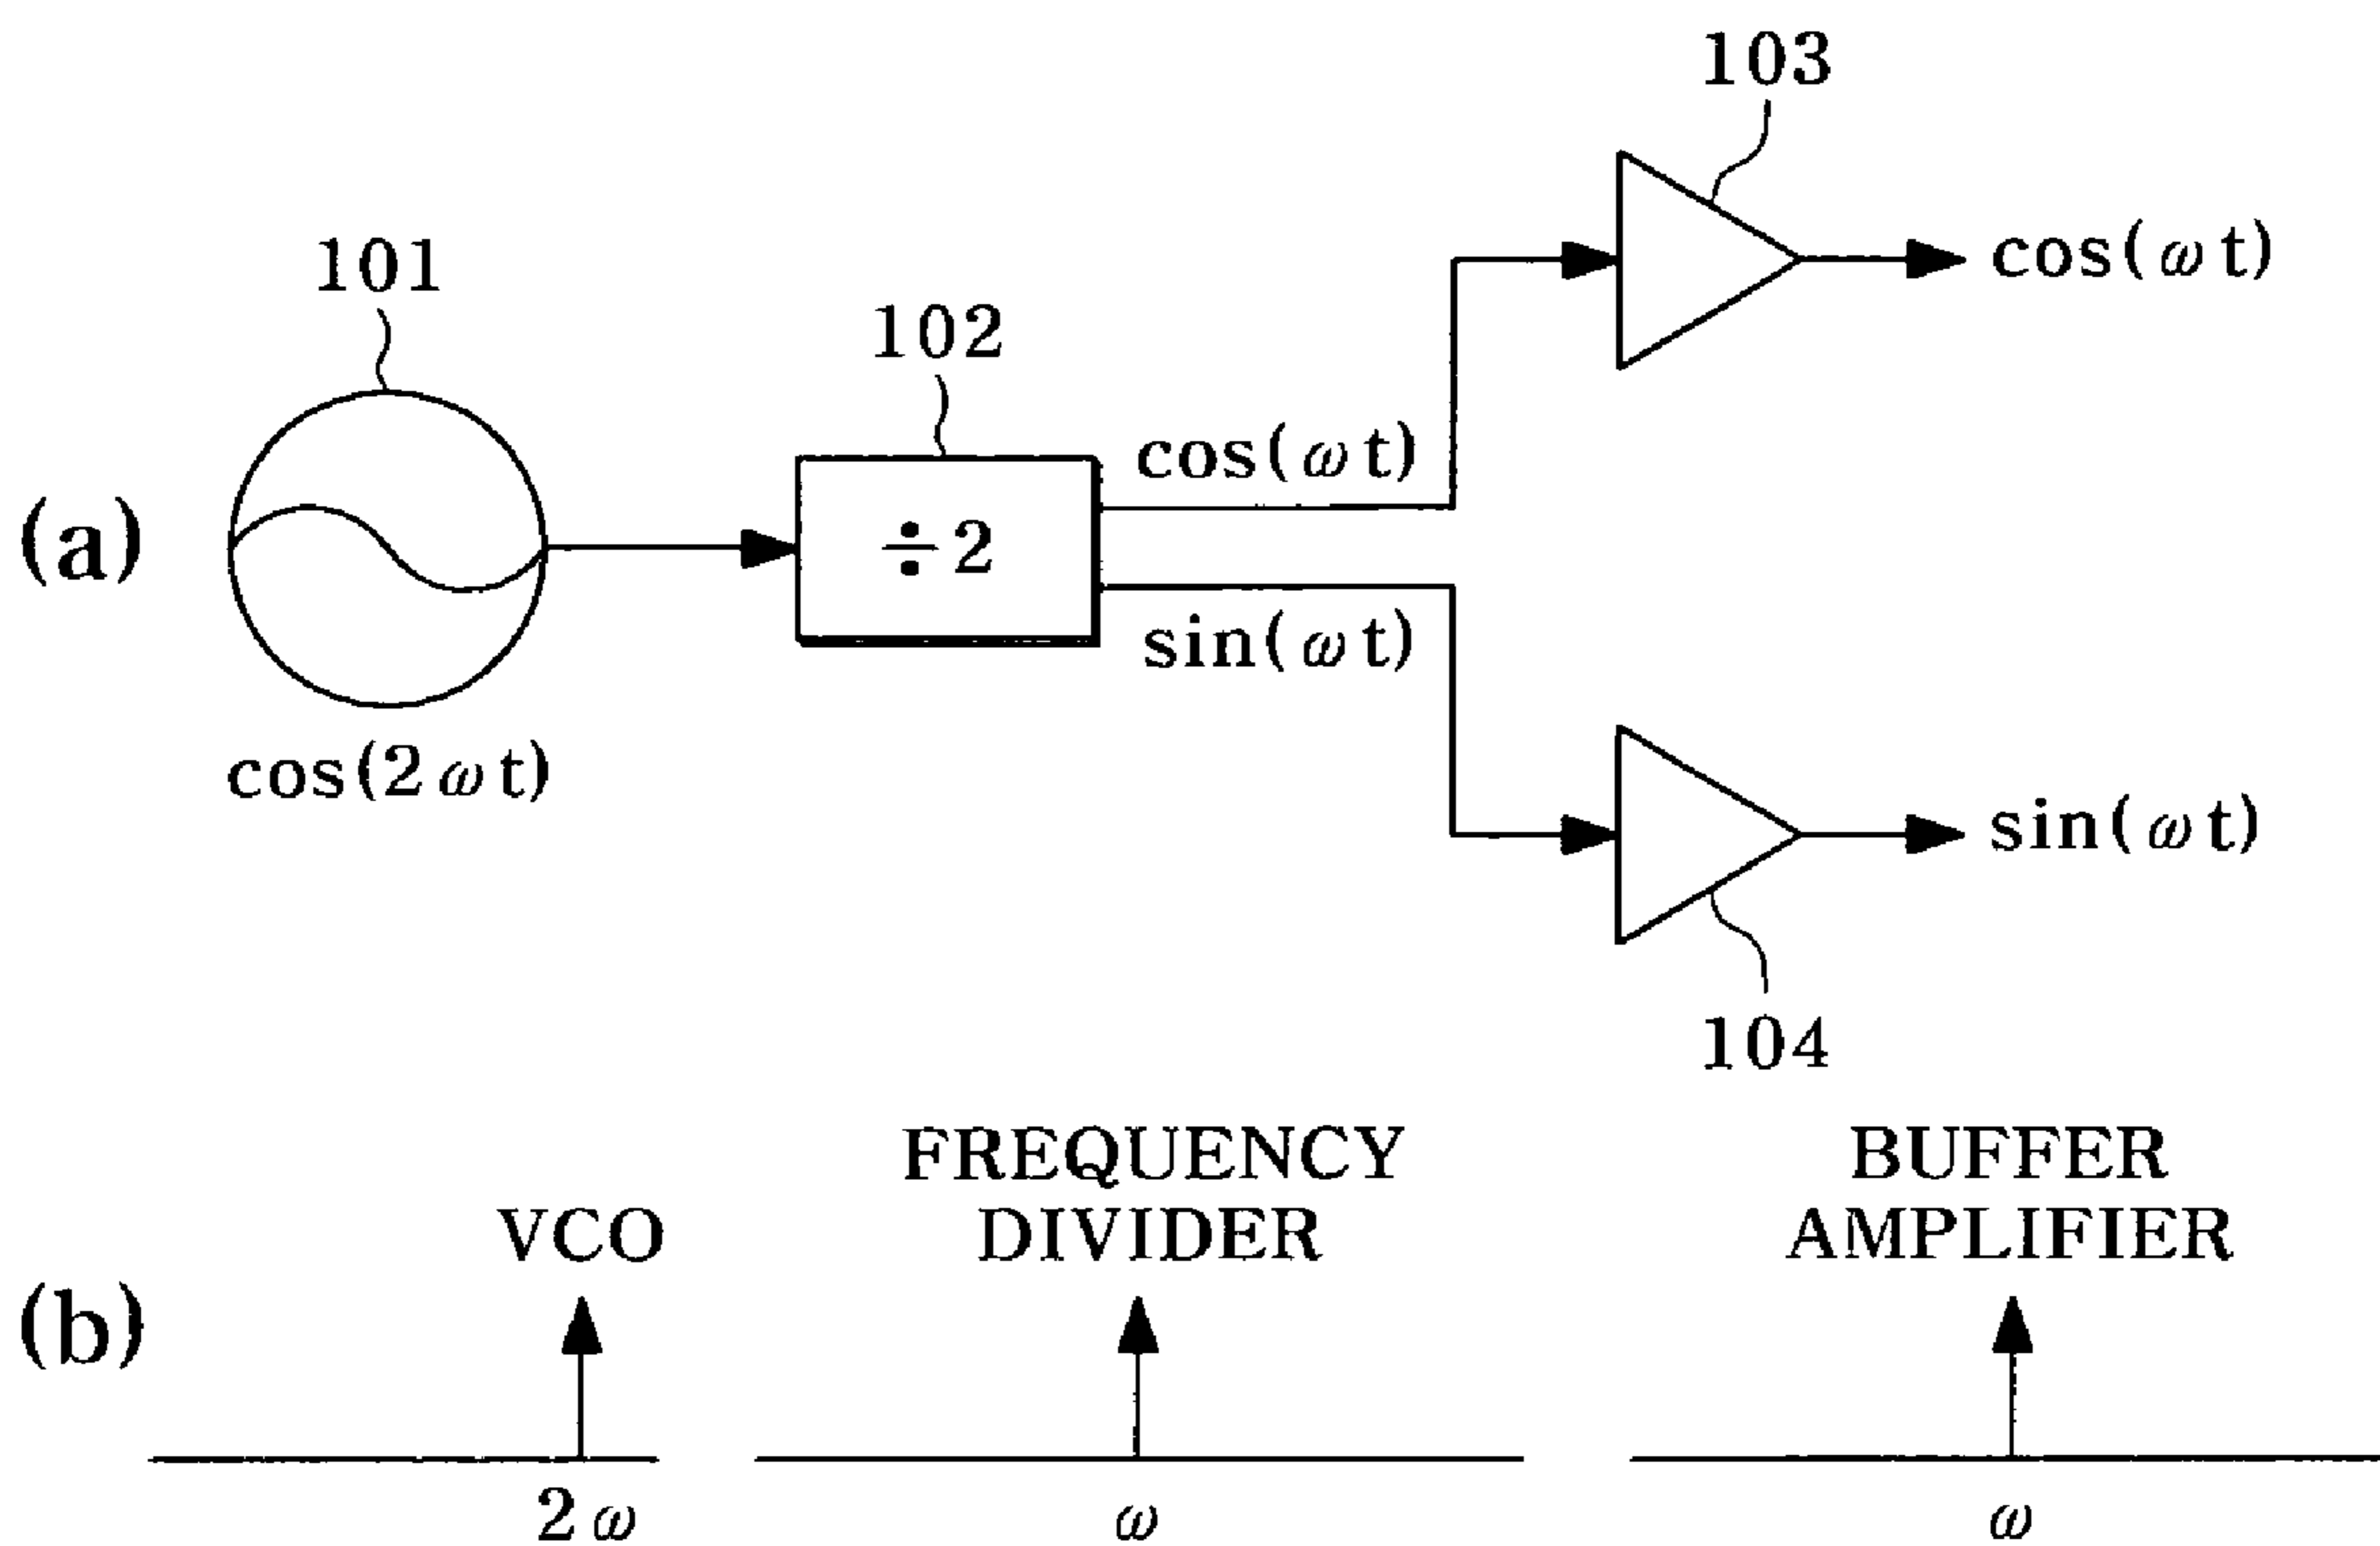 103
101
cos(ωt)
102
cos(ωt)
(a)
÷2
sin(ωt)
cos(2ωt)
sin(ωt)
104
FREQUENCY
DIVIDER
BUFFER
AMPLIFIER
VCO
(b)
2ω
ω
ω